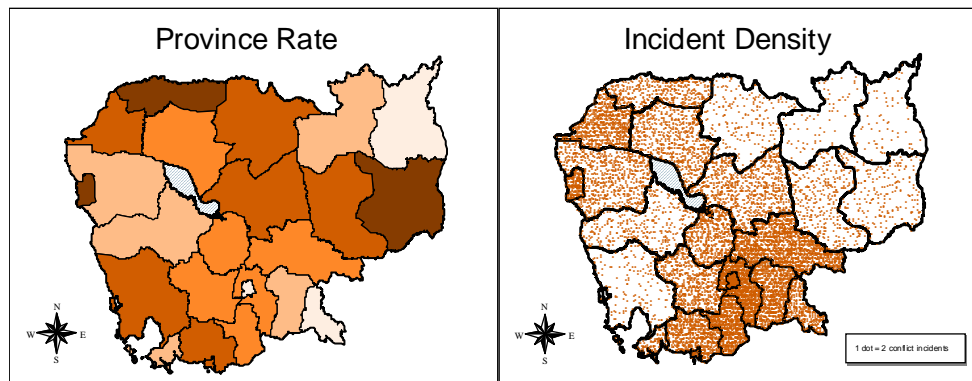 Province Rate
N
W E
S
Incident Density
N
W E
S
1 dot = 2 conflict incidents